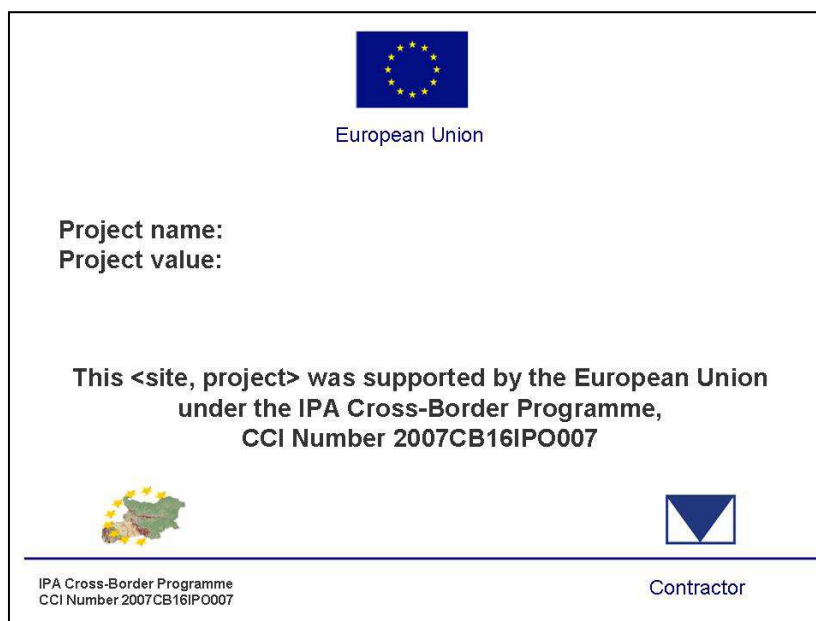 European Union
Project name:
Project value:
This <site, project> was supported by the European Union
under the IPA Cross-Border Programme,
CCI Number 2007CB16IPO007
IPA Cross-Border Programme
CCI Number 2007CB16IPO007
Contractor